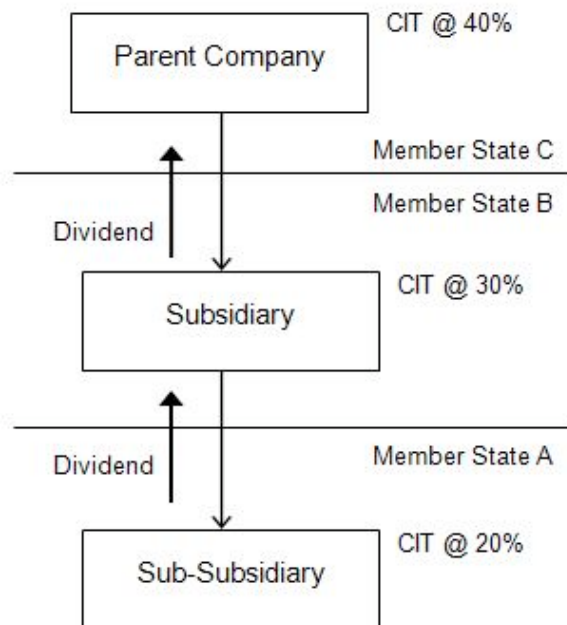 CIT @ 40%
Parent Company
Member State C
Member State B
Dividend
CIT @ 30%
Subsidiary
Member State A
Dividend
CIT @ 20%
Sub-Subsidiary